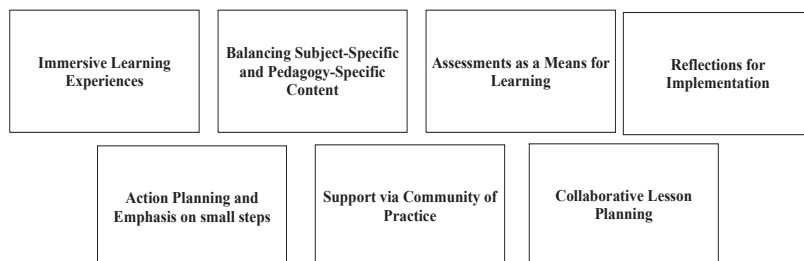 Immersive Learning
Experiences
Balancing Subject-Specific
and Pedagogy-Specific
Content
Assessments as a Means for
Learning
Reflections for
Implementation
Action Planning and
Emphasis on small steps
Support via Community of
Practice
Collaborative Lesson
Planning